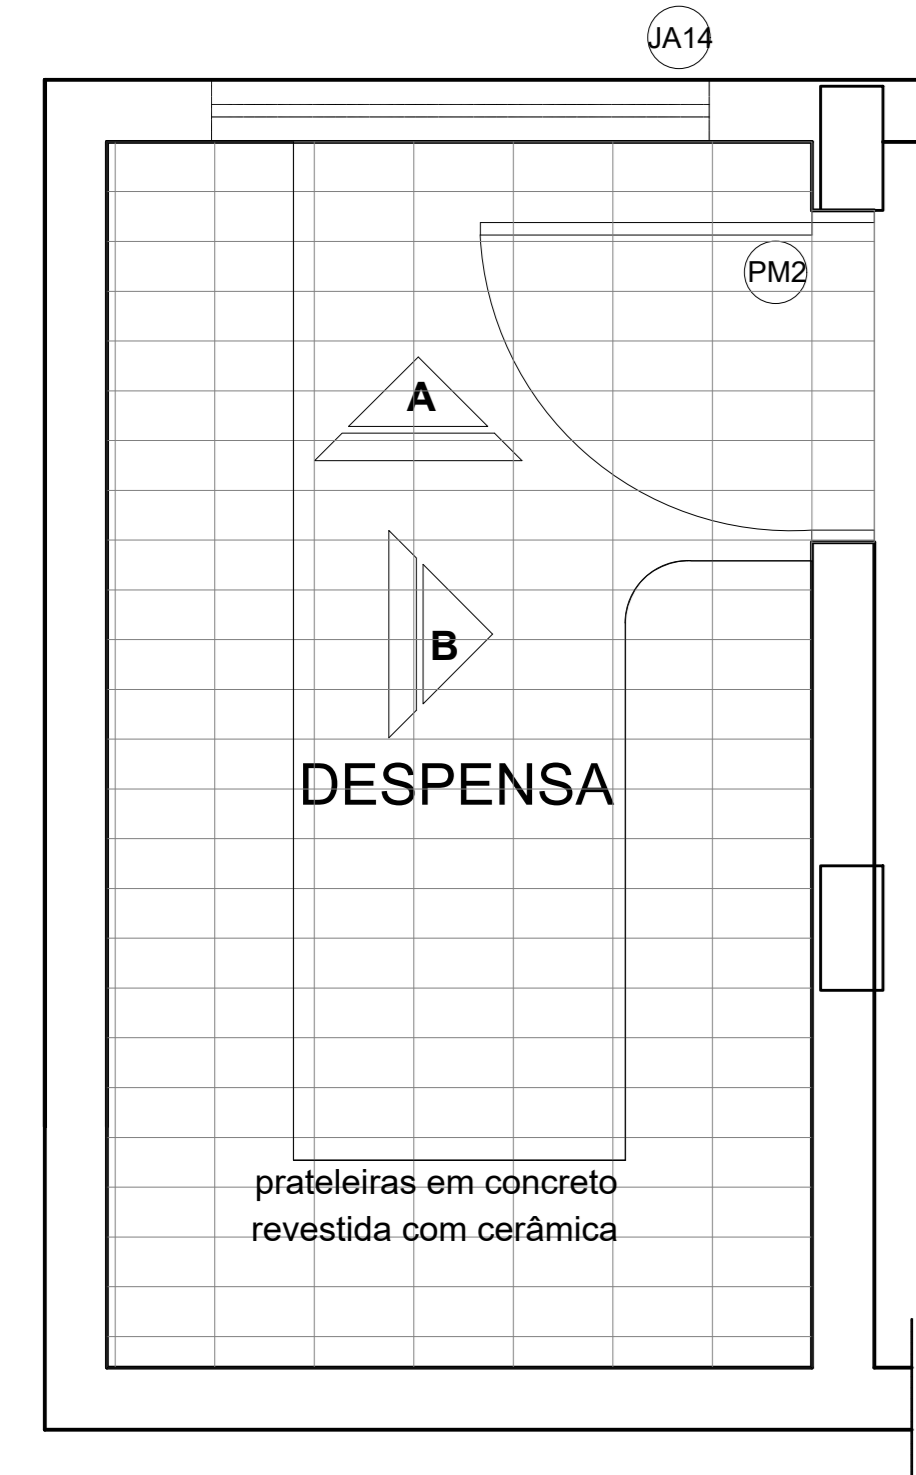 JA14
PM2
A
B
DESPENSA
prateleiras em concreto
revestida com cerâmica